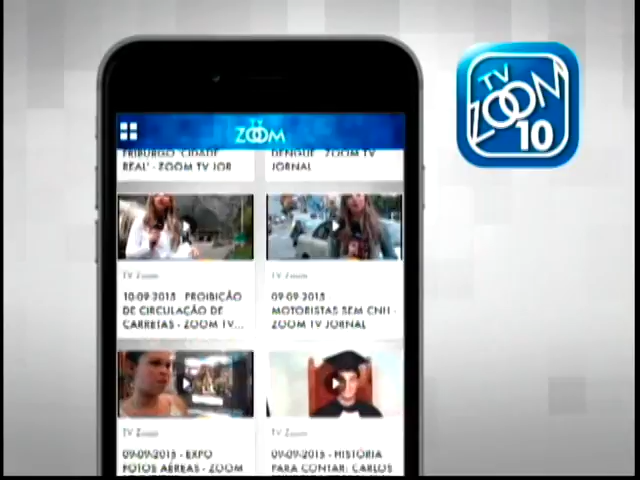 TV
ZOOM
10
TV
ZOOM
FRIBURGO "CIDADE
REAL" - ZOOM TV JOR
DENGUE - ZOOM TV
JORNAL
TV Zoom
10-09-2015 - PROIBIÇÃO
DE CIRCULAÇÃO DE
CARRETAS - ZOOM TV...
TV Zoom
09-09-2015 -
MOTORISTAS SEM CNH -
ZOOM TV JORNAL
TV Zoom
09-09-2015 - EXPO
FOTOS AÉREAS - ZOOM
TV Zoom
09-09-2015 - HISTÓRIA
PARA CONTAR: CARLOS